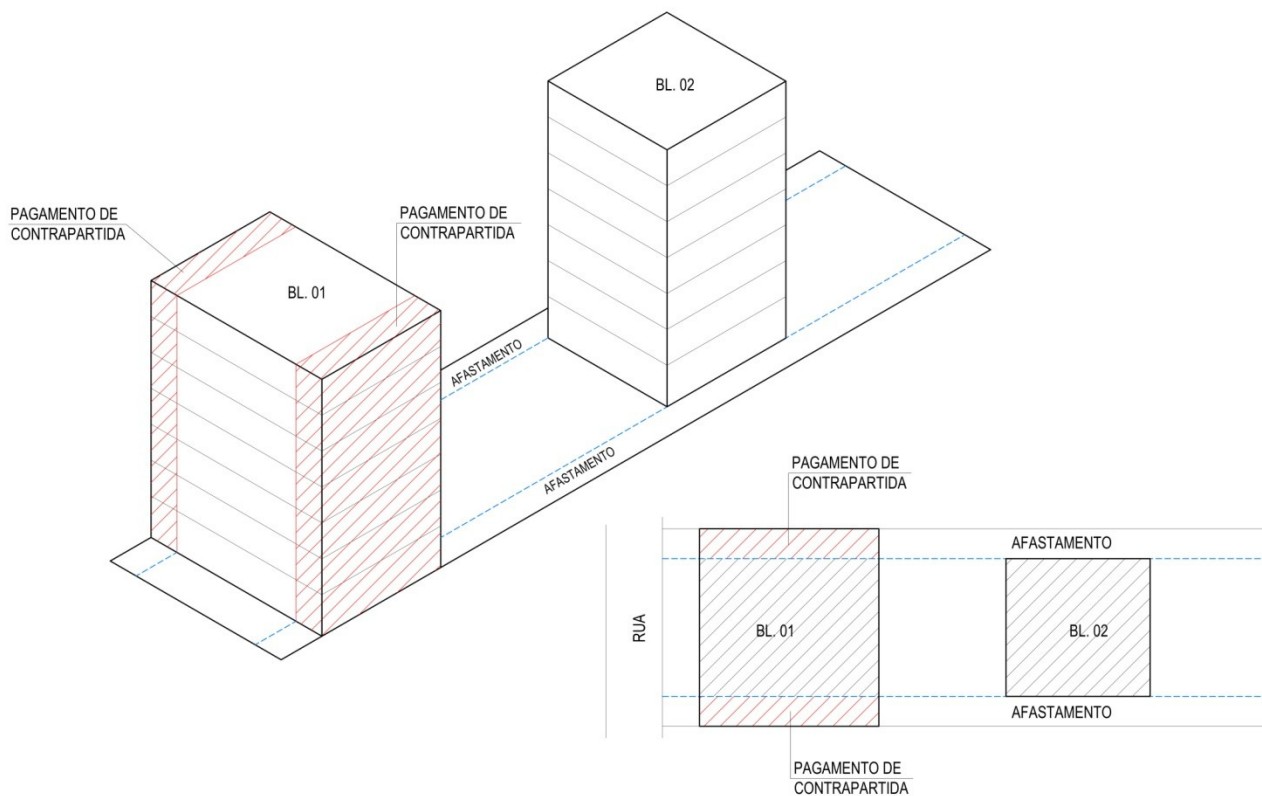 BL. 02
PAGAMENTO DE
CONTRAPARTIDA
PAGAMENTO DE
CONTRAPARTIDA
BL. 01
AFASTAMENTO
AFASTAMENTO
PAGAMENTO DE
CONTRAPARTIDA
AFASTAMENTO
RUA
BL. 01
BL. 02
AFASTAMENTO
PAGAMENTO DE
CONTRAPARTIDA